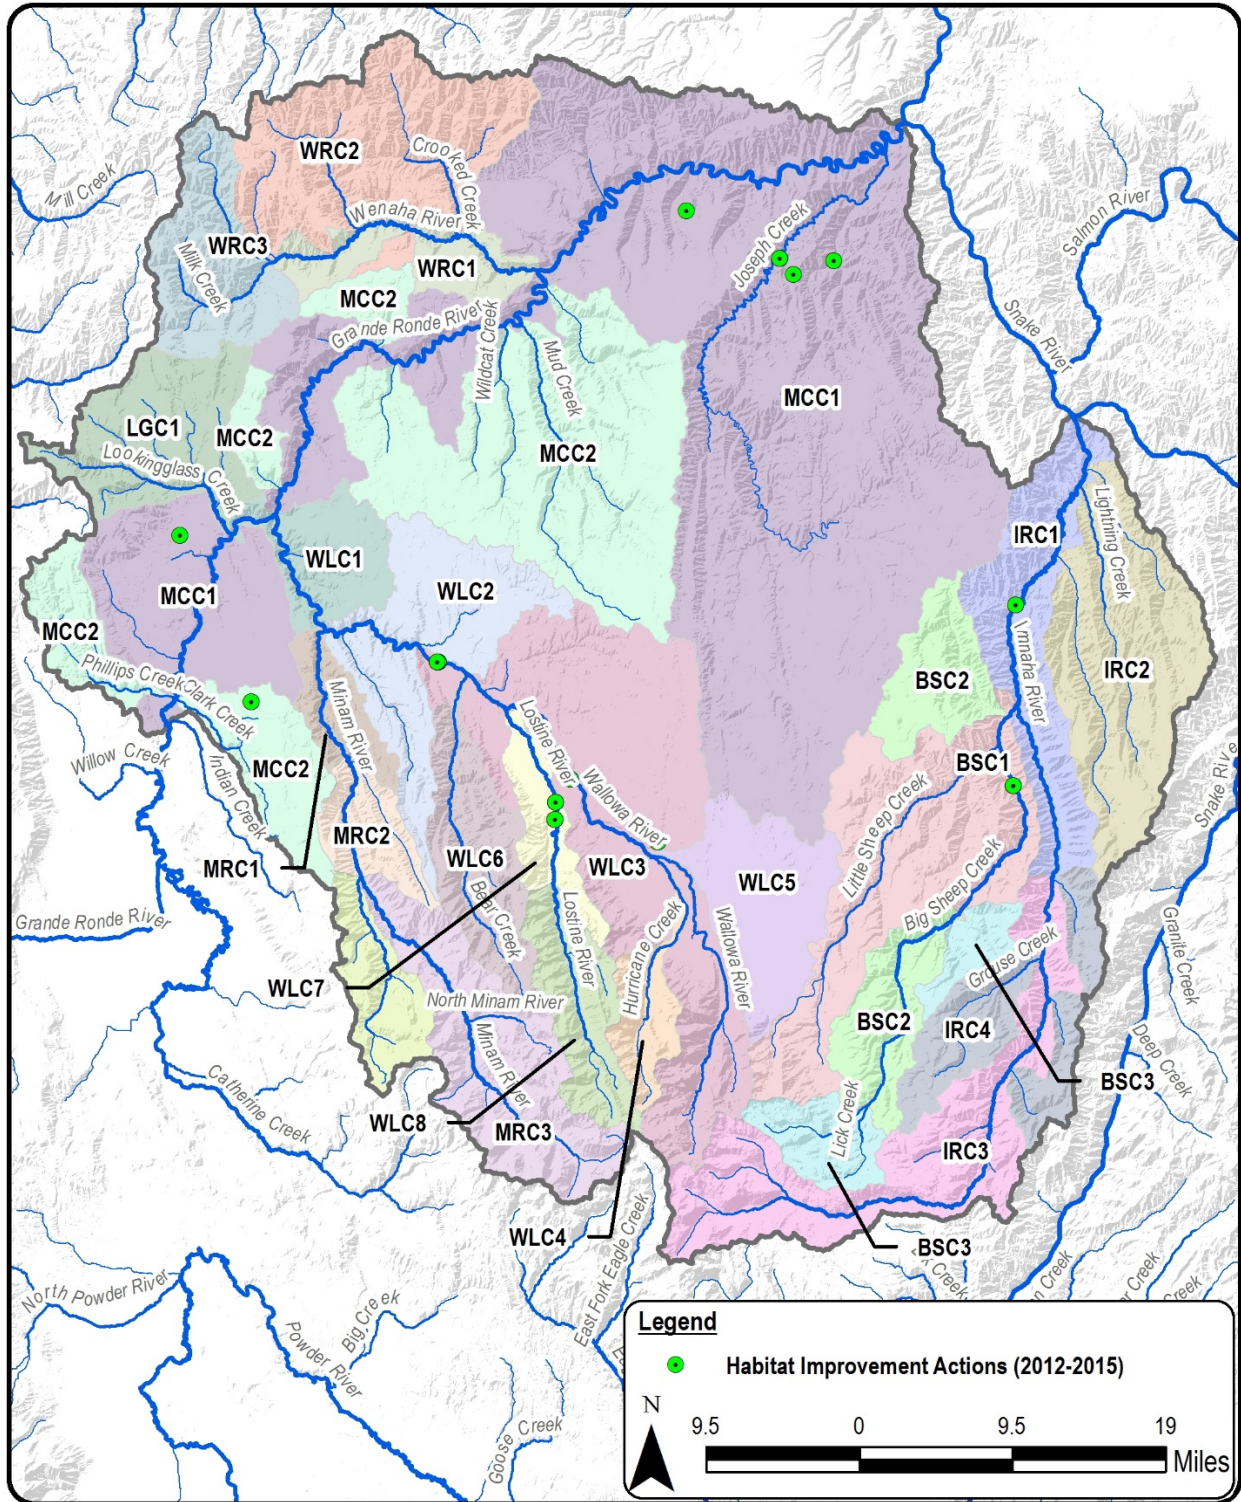 WRC2
Crooked Creek
Mill Creek
Wenaha River
WRC3
Milk Creek
WRC1
MCC2
Grande Ronde River
Wildcat Creek
Mud Creek
Joseph Creek
Salmon River
Snake River
MCC1
LGC1
MCC2
MCC2
Lookingglass Creek
Lightning Creek
IRC1
WLC1
WLC2
MCC1
MCC2
Phillips Creek
Clark Creek
Minam River
BSC2
Imnaha River
IRC2
Willow Creek
Indian Creek
MCC2
Lostine River
Wallowa River
BSC1
Snake River
Little Sheep Creek
MRC1
MRC2
WLC6
Bear Creek
WLC3
WLC5
Big Sheep Creek
Grande Ronde River
Lostine River
Hurricane Creek
Wallowa River
Grouse Creek
Granite Creek
WLC7
North Minam River
Minam River
BSC2
IRC4
Deep Creek
BSC3
Catherine Creek
WLC8
MRC3
Lick Creek
IRC3
WLC4
BSC3
East Fork Eagle Creek
North Powder River
Big Creek
Powder River
Goose Creek
Legend
Habitat Improvement Actions (2012-2015)
N
9.5 0 9.5 19
Miles